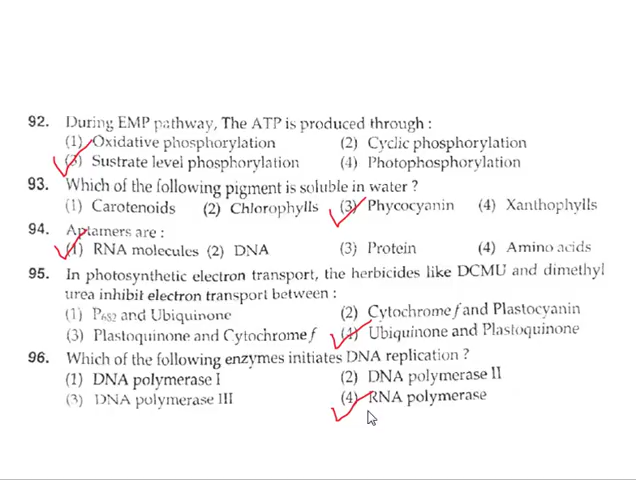 92. During EMP pathway, The ATP is produced through :
(1) Oxidative phosphorylation (2) Cyclic phosphorylation
(3) Sustrate level phosphorylation (4) Photophosphorylation
93. Which of the following pigment is soluble in water ?
(1) Carotenoids (2) Chlorophylls (3) Phycocyanin (4) Xanthophylls
94. Aptamers are :
(1) RNA molecules (2) DNA (3) Protein (4) Amino acids
95. In photosynthetic electron transport, the herbicides like DCMU and dimethyl
urea inhibit electron transport between :
(1) P682 and Ubiquinone (2) Cytochrome f and Plastocyanin
(3) Plastoquinone and Cytochrome f (4) Ubiquinone and Plastoquinone
96. Which of the following enzymes initiates DNA replication ?
(1) DNA polymerase I (2) DNA polymerase II
(3) DNA polymerase III (4) RNA polymerase